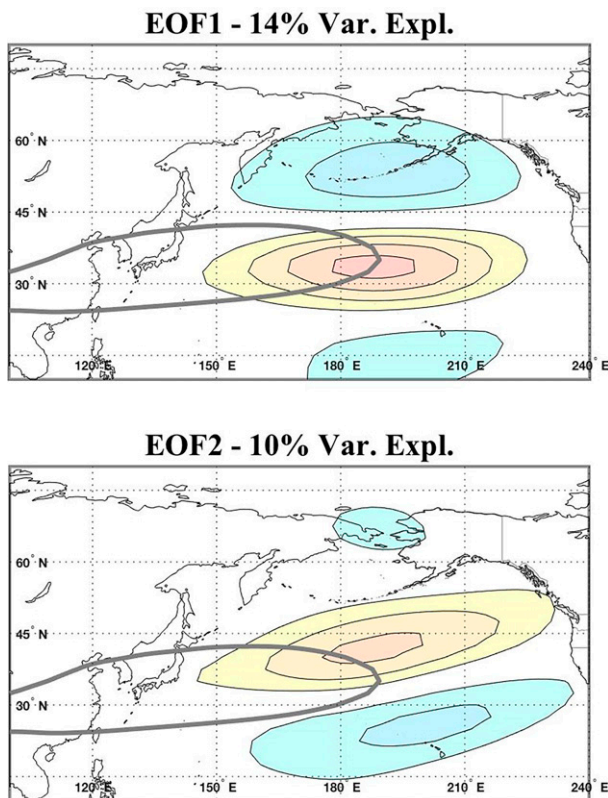 EOF1 - 14% Var. Expl.
60° N
45° N
30° N
120° E 150° E 180° E 210° E 240° E
EOF2 - 10% Var. Expl.
60° N
45° N
30° N
120° E 150° E 180° E 210° E 240° E